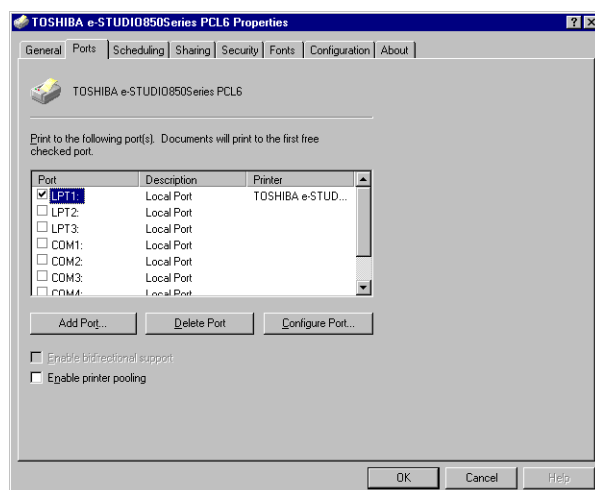 TOSHIBA e-STUDIO850Series PCL6 Properties
General Ports Scheduling Sharing Security Fonts Configuration About
TOSHIBA e-STUDIO850Series PCL6
Print to the following port(s). Documents will print to the first free
checked port.
Port Description Printer
LPT1: Local Port TOSHIBA e-STUD...
LPT2: Local Port
LPT3: Local Port
COM1: Local Port
COM2: Local Port
COM3: Local Port
COM4: Local Port
Add Port... Delete Port Configure Port...
Enable bidirectional support
Enable printer pooling
OK Cancel Help